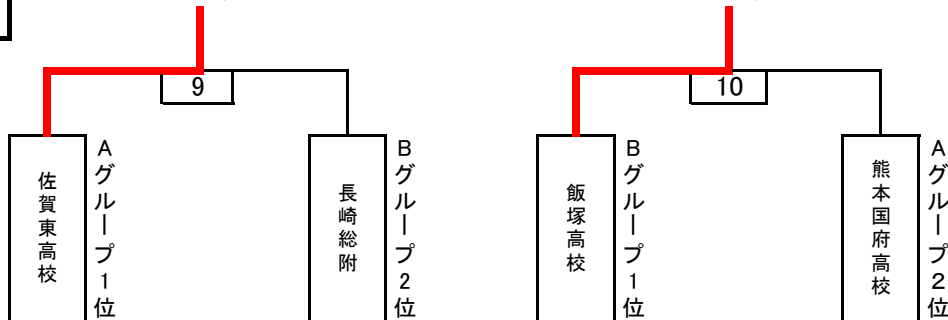 9
10
佐賀東高校
Aグループ1位
長崎総附
Bグループ2位
飯塚高校
Bグループ1位
熊本国府高校
Aグループ2位